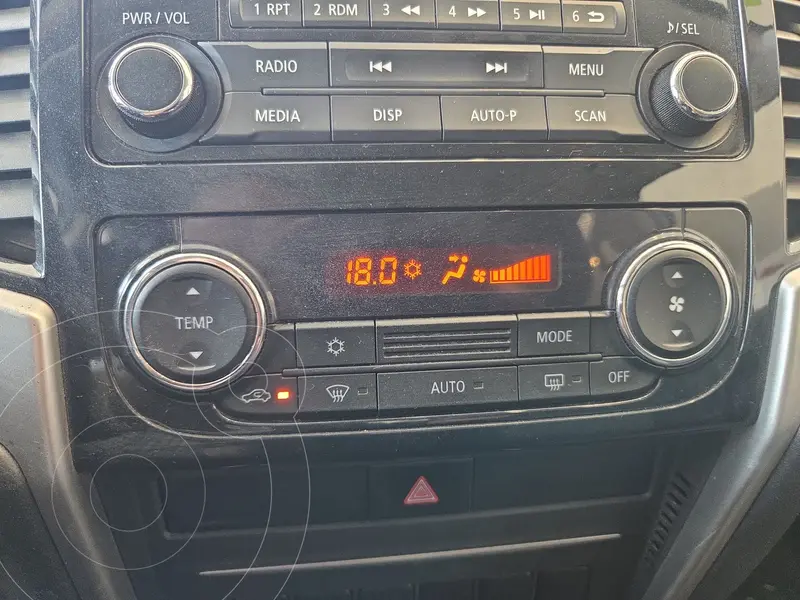 1 RPT 2 RDM 3 4 5 6
PWR / VOL
♪/SEL
RADIO MENU
MEDIA DISP AUTO-P SCAN
18.0
TEMP
MODE
AUTO OFF